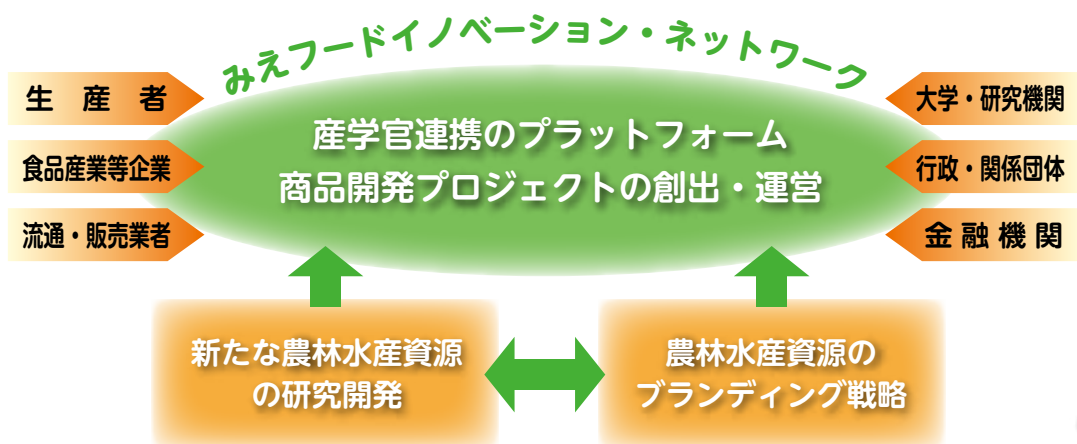 みえフードイノベーション・ネットワーク
生産者
食品産業等企業
流通・販売業者
産学官連携のプラットフォーム
商品開発プロジェクトの創出・運営
大学・研究機関
行政・関係団体
金融機関
新たな農林水産資源
の研究開発
農林水産資源の
ブランディング戦略